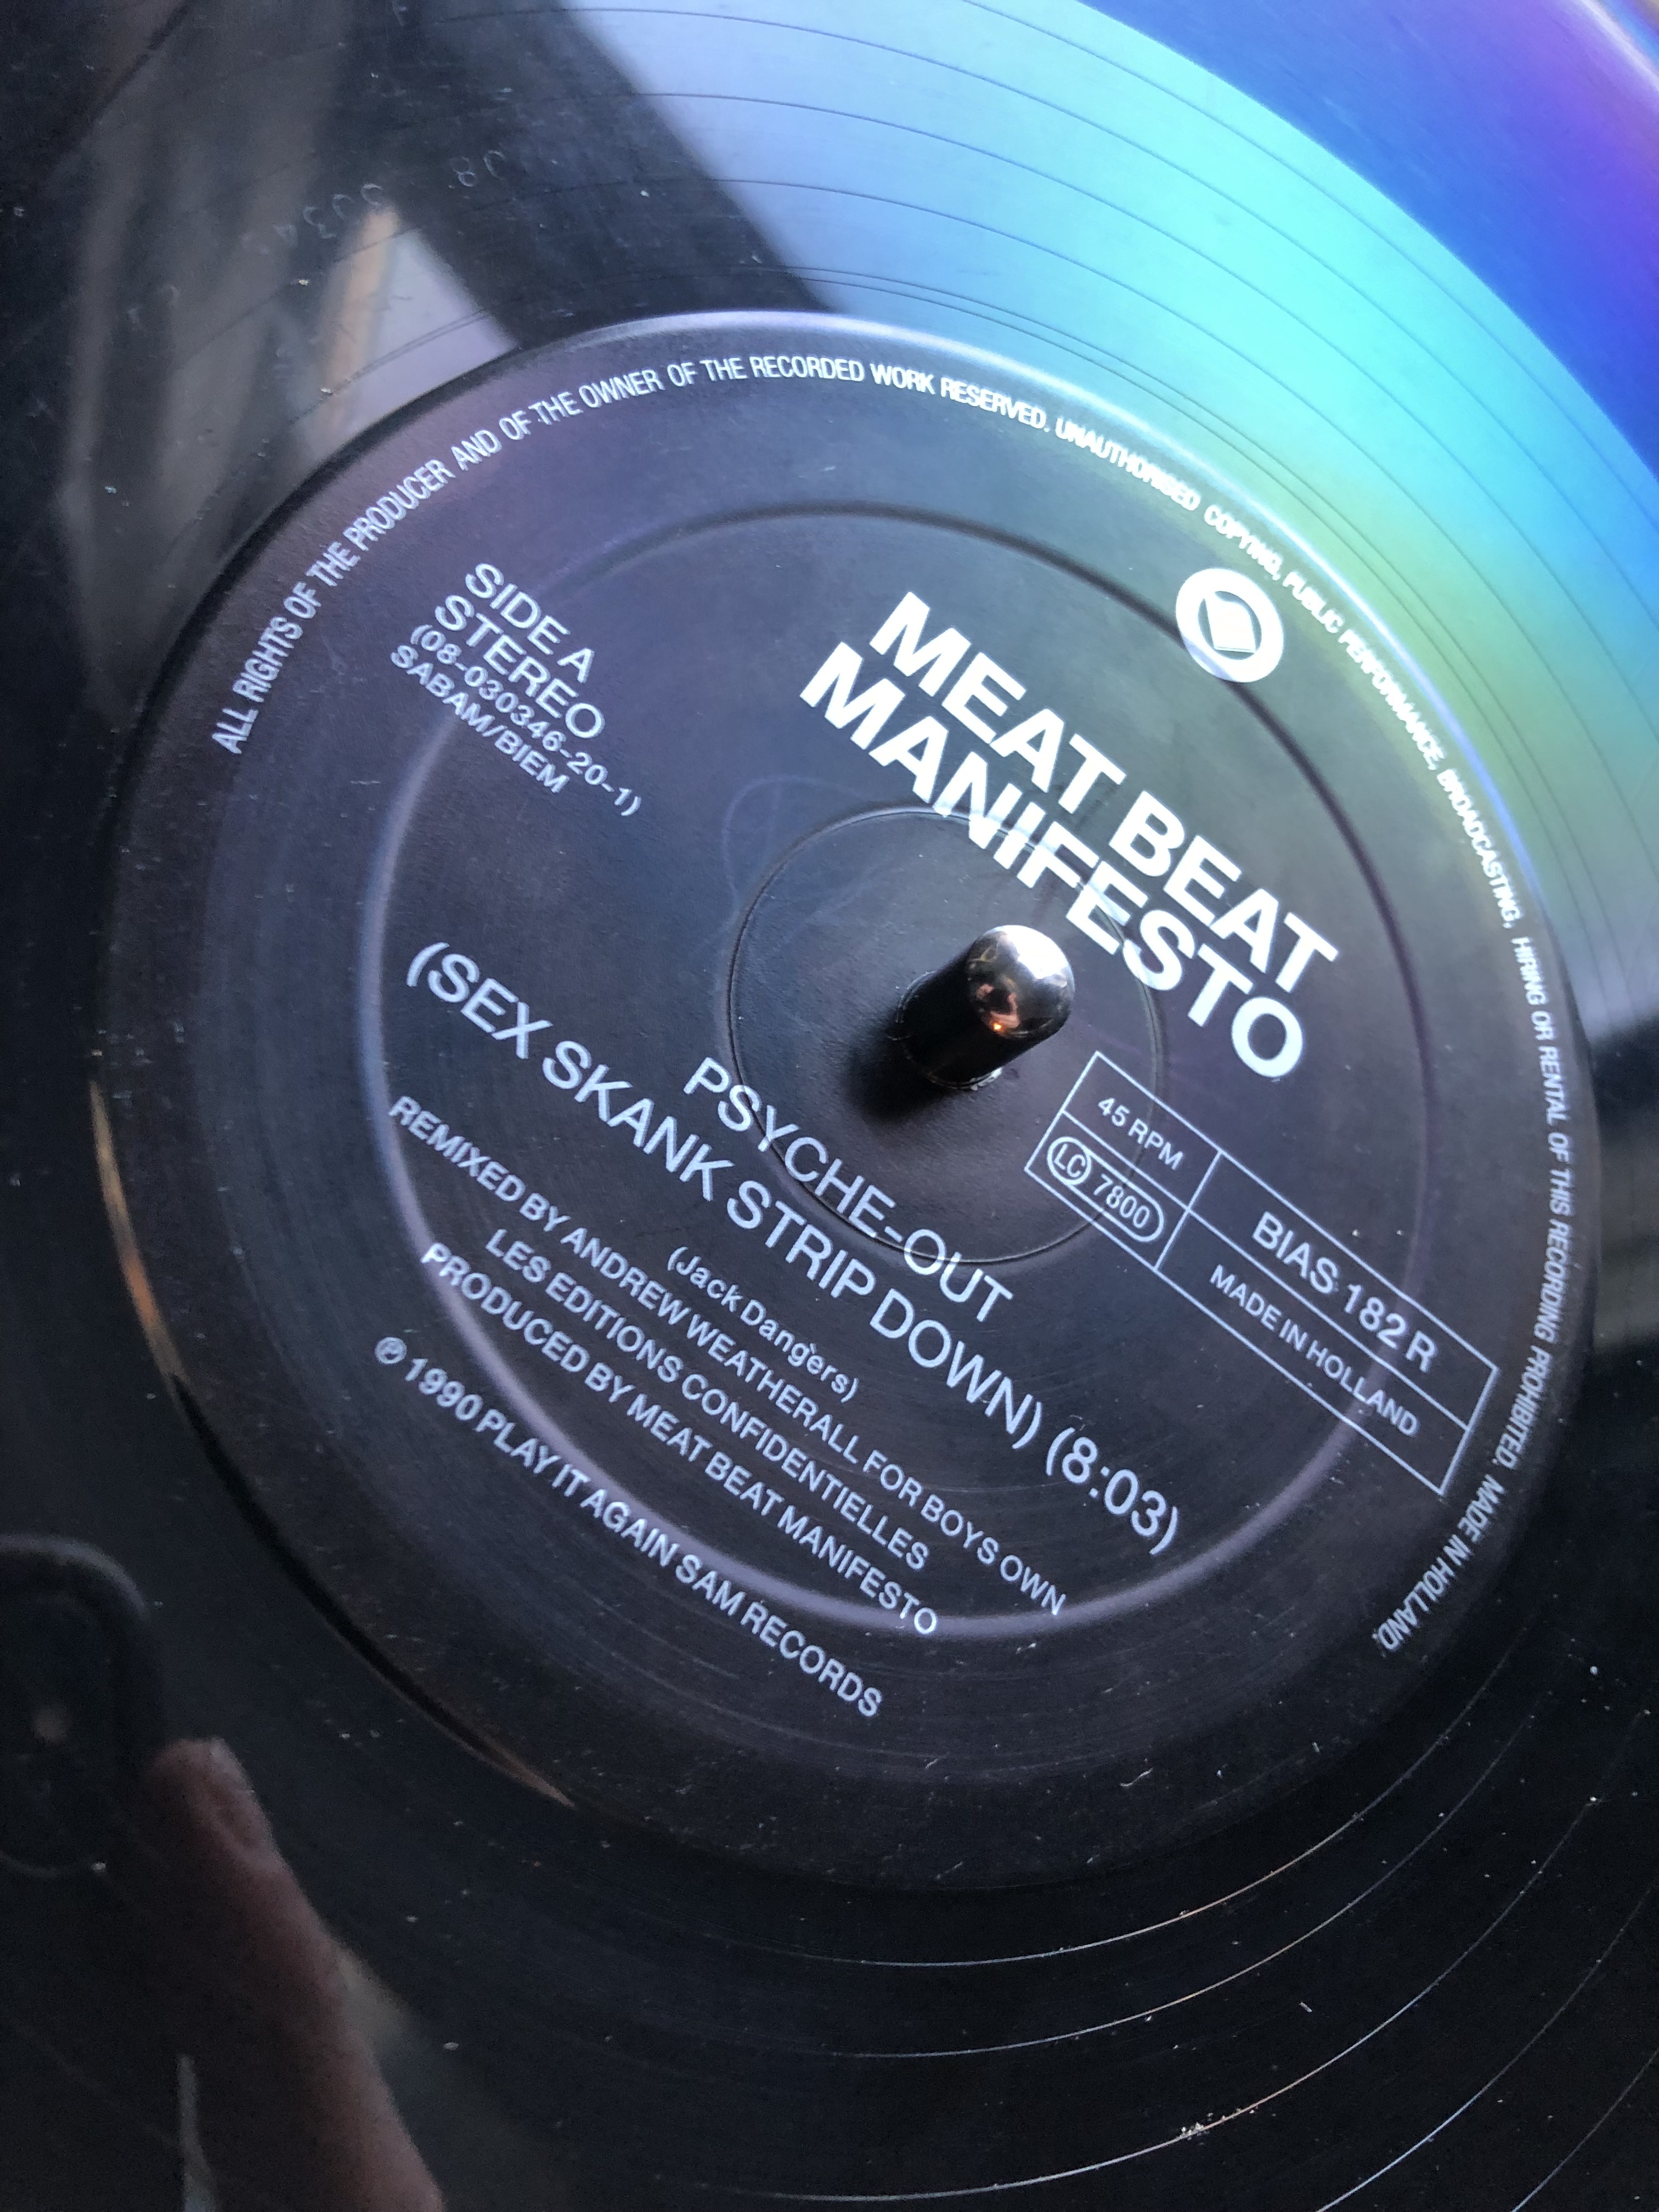 ALL RIGHTS OF THE PRODUCER AND OF THE OWNER OF THE RECORDED WORK RESERVED. UNAUTHORISED COPYING, PUBLIC PERFORMANCE, BROADCASTING, HIRING OR RENTAL OF THIS RECORDING PROHIBITED. MADE IN HOLLAND.
MEAT BEAT
MANIFESTO
SIDE A
STEREO
(08-030346-20-1)
SABAM/BIEM
45 RPM
BIAS 182 R
LC 7800
MADE IN HOLLAND
PSYCHE-OUT
(SEX SKANK STRIP DOWN) (8:03)
(Jack Dangers)
REMIXED BY ANDREW WEATHERALL FOR BOYS OWN
LES EDITIONS CONFIDENTIELLES
PRODUCED BY MEAT BEAT MANIFESTO
℗ 1990 PLAY IT AGAIN SAM RECORDS